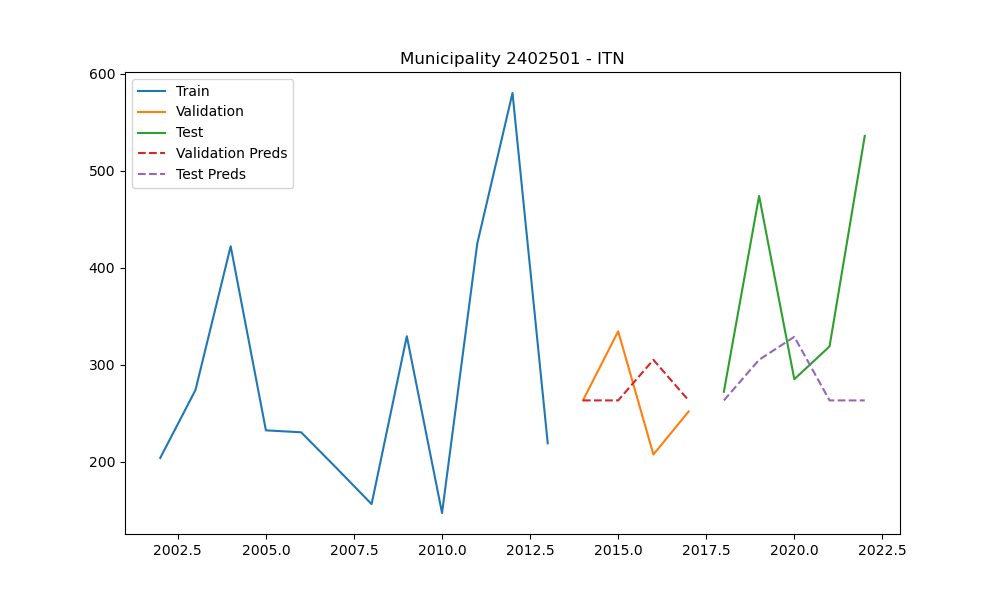 Municipality 2402501 - ITN
Train
Validation
Test
Validation Preds
Test Preds
600
500
400
300
200
2002.5 2005.0 2007.5 2010.0 2012.5 2015.0 2017.5 2020.0 2022.5